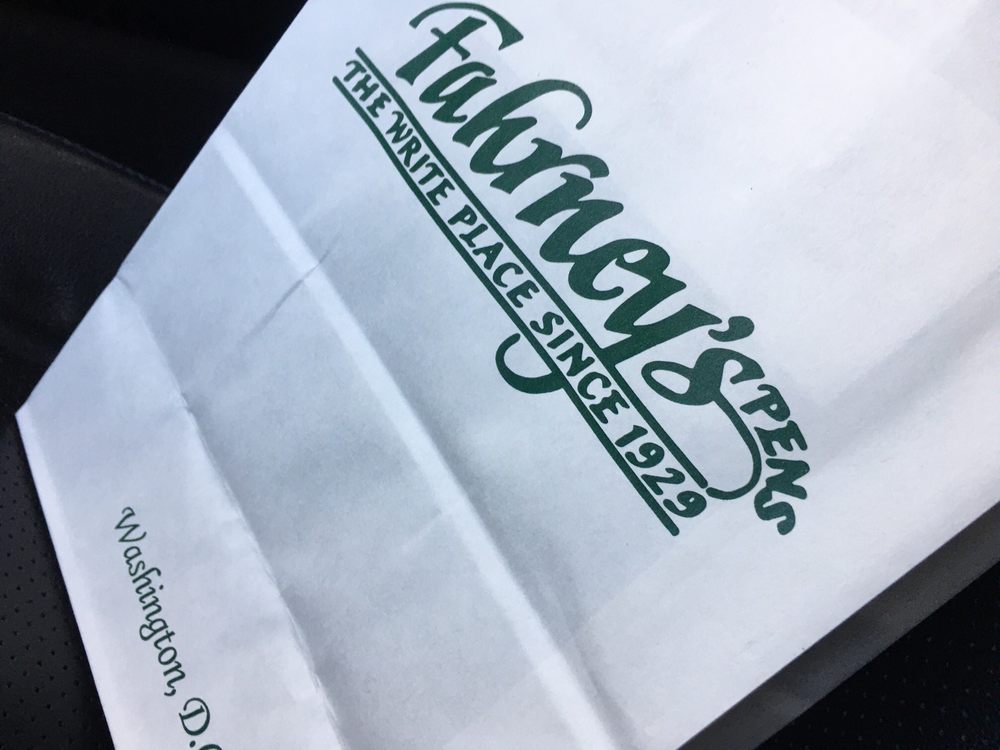 Fahrney's PENS
THE WRITE PLACE SINCE 1929
Washington, D.C